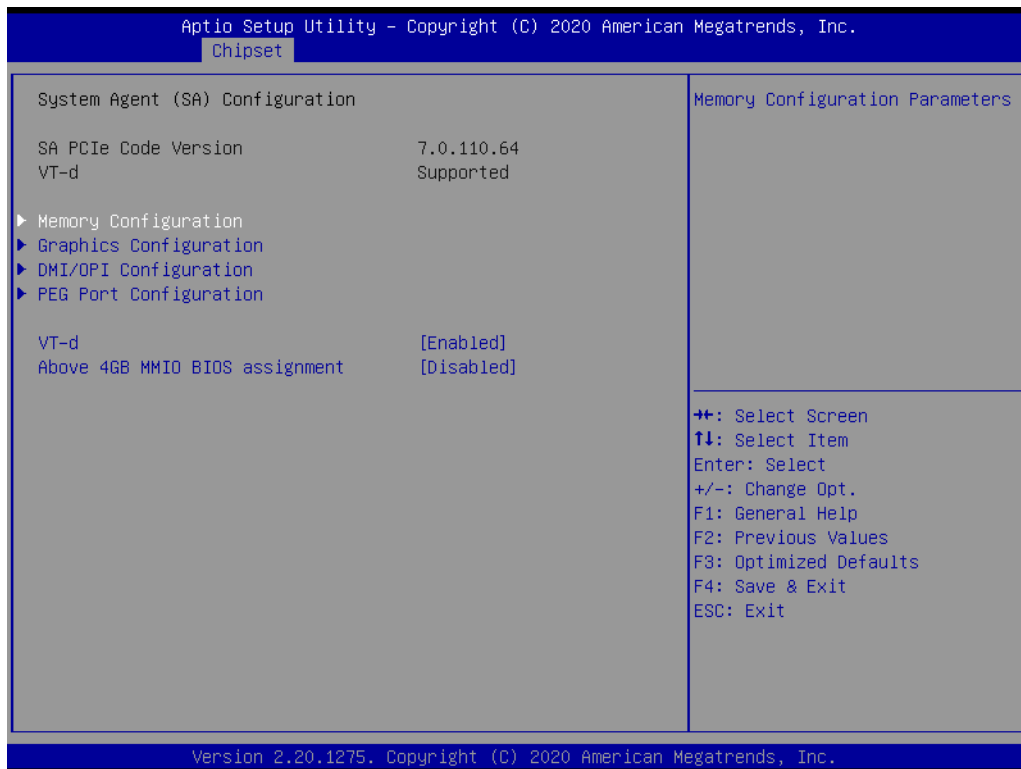 Aptio Setup Utility – Copyright (C) 2020 American Megatrends, Inc.
Chipset
System Agent (SA) Configuration
SA PCIe Code Version 7.0.110.64
VT-d Supported
Memory Configuration
Graphics Configuration
DMI/OPI Configuration
PEG Port Configuration
VT-d [Enabled]
Above 4GB MMIO BIOS assignment [Disabled]
Memory Configuration Parameters
→←: Select Screen
↑↓: Select Item
Enter: Select
+/-: Change Opt.
F1: General Help
F2: Previous Values
F3: Optimized Defaults
F4: Save & Exit
ESC: Exit
Version 2.20.1275. Copyright (C) 2020 American Megatrends, Inc.